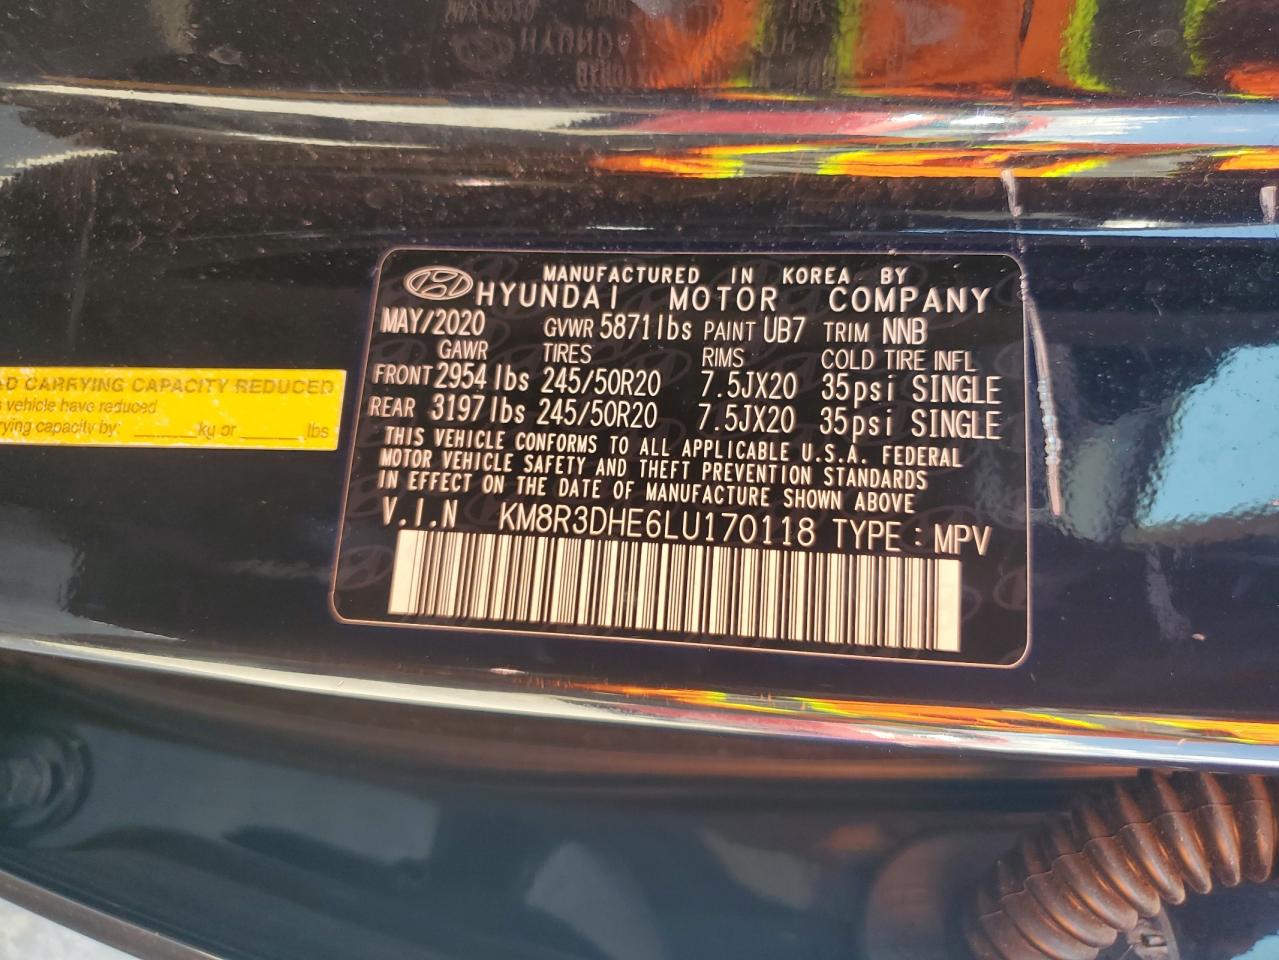 MANUFACTURED IN KOREA BY
HYUNDAI MOTOR COMPANY
MAY/2020 GVWR 5871 lbs PAINT UB7 TRIM NNB
GAWR TIRES RIMS COLD TIRE INFL
FRONT 2954 lbs 245/50R20 7.5JX20 35psi SINGLE
REAR 3197 lbs 245/50R20 7.5JX20 35psi SINGLE
THIS VEHICLE CONFORMS TO ALL APPLICABLE U.S.A. FEDERAL
MOTOR VEHICLE SAFETY AND THEFT PREVENTION STANDARDS
IN EFFECT ON THE DATE OF MANUFACTURE SHOWN ABOVE
V.I.N KM8R3DHE6LU170118 TYPE : MPV
CARRYING CAPACITY REDUCED
vehicle have reduced
capacity by: ______kg or ______ lbs